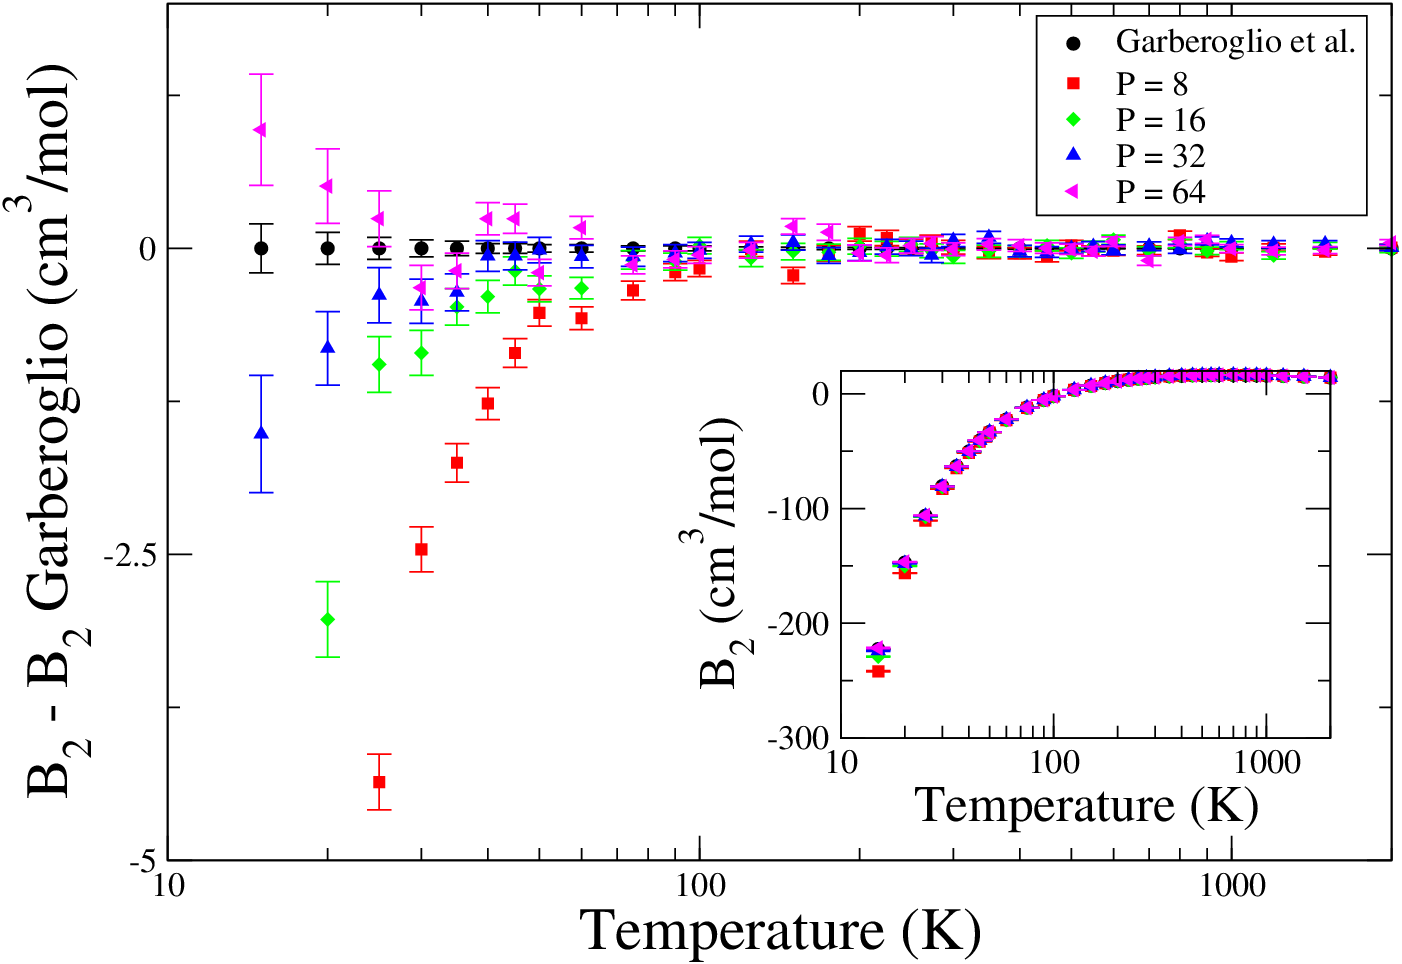 B2 - B2 Garberoglio (cm3/mol)
0
-2.5
-5
10
100
1000
Temperature (K)
Garberoglio et al.
P = 8
P = 16
P = 32
P = 64
B2 (cm3/mol)
0
-100
-200
-300
10
100
1000
Temperature (K)